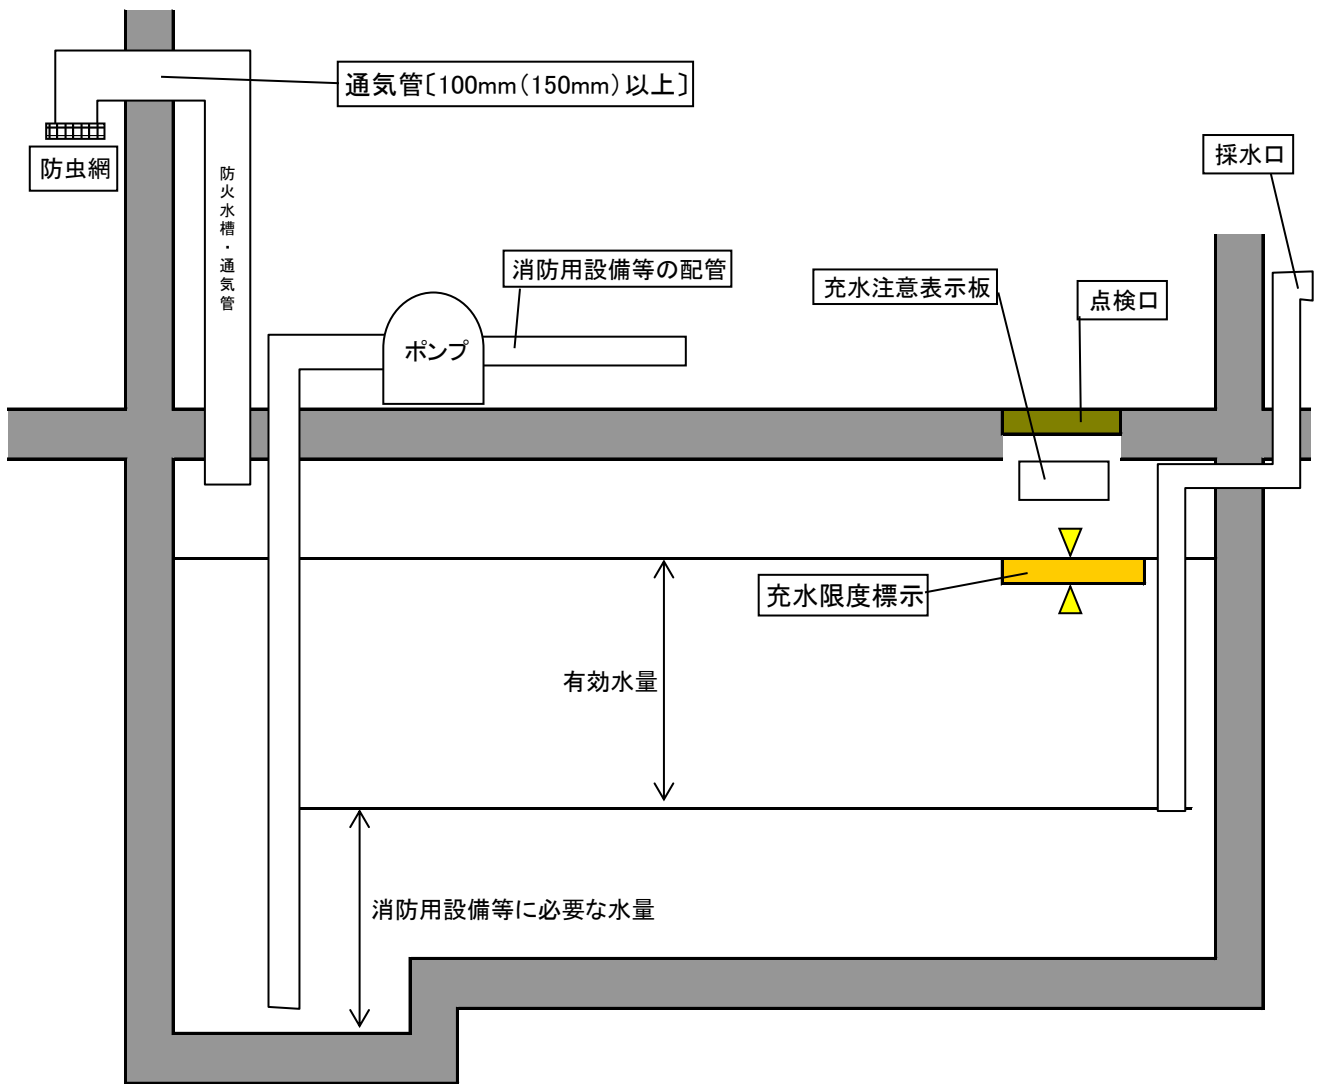 通気管〔100mm（150mm）以上〕
防虫網
採水口
防火水槽・通気管
消防用設備等の配管
充水注意表示板
点検口
ポンプ
充水限度標示
有効水量
消防用設備等に必要な水量